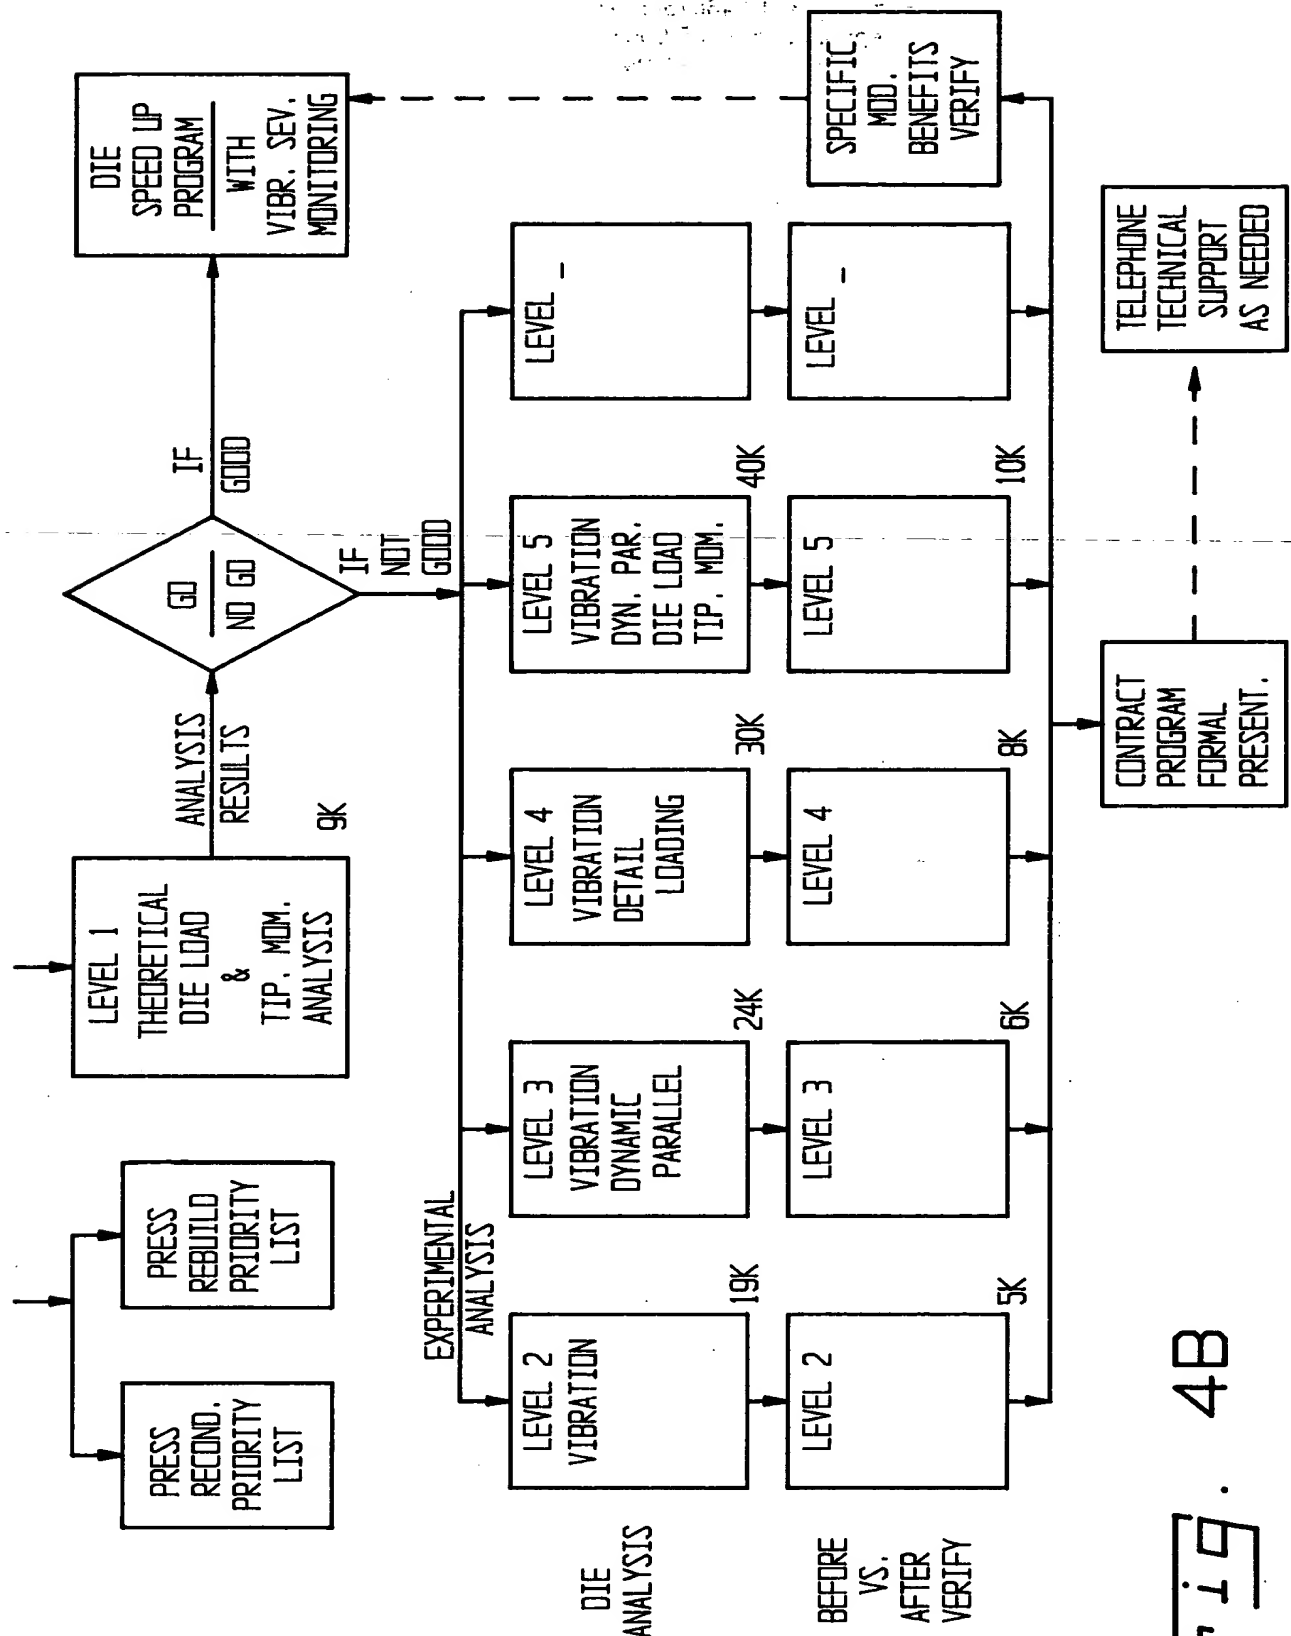 PRESS
RECOND.
PRIORITY
LIST
PRESS
REBUILD
PRIORITY
LIST
LEVEL 1
THEORETICAL
DIE LOAD
&
TIP. MOM.
ANALYSIS
9K
ANALYSIS
RESULTS
GO
NO GO
IF
GOOD
IF
NOT
GOOD
DIE
SPEED UP
PROGRAM
WITH
VIBR. SEV.
MONITORING
EXPERIMENTAL
ANALYSIS
DIE
ANALYSIS
LEVEL 2
VIBRATION
19K
LEVEL 3
VIBRATION
DYNAMIC
PARALLEL
24K
LEVEL 4
VIBRATION
DETAIL
LOADING
30K
LEVEL 5
VIBRATION
DYN. PAR.
DIE LOAD
TIP. MOM.
40K
LEVEL _
BEFORE
VS.
AFTER
VERIFY
LEVEL 2
5K
LEVEL 3
6K
LEVEL 4
8K
LEVEL 5
10K
LEVEL _
SPECIFIC
MOD.
BENEFITS
VERIFY
CONTRACT
PROGRAM
FORMAL
PRESENT.
TELEPHONE
TECHNICAL
SUPPORT
AS NEEDED
Fig. 4B